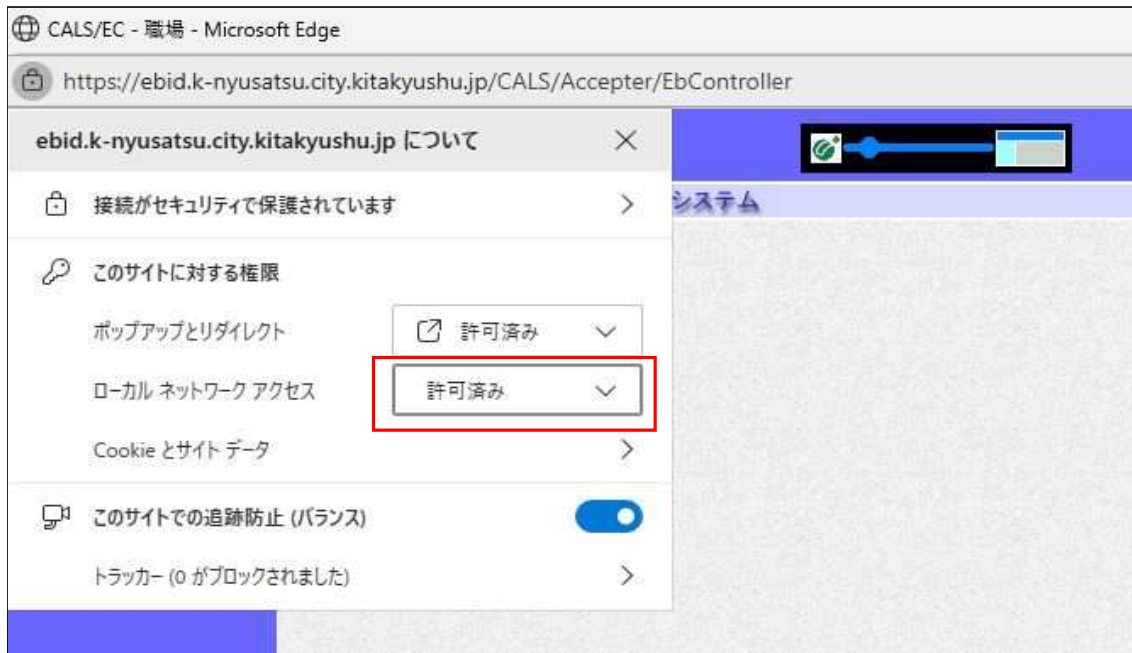 CALS/EC - 職場 - Microsoft Edge
https://ebid.k-nyusatsu.city.kitakyushu.jp/CALS/Accepter/EbController
ebid.k-nyusatsu.city.kitakyushu.jp について
接続がセキュリティで保護されています
システム
このサイトに対する権限
ポップアップとリダイレクト 許可済み
ローカル ネットワーク アクセス 許可済み
Cookie とサイト データ
このサイトでの追跡防止 (バランス)
トラッカー (0 がブロックされました)